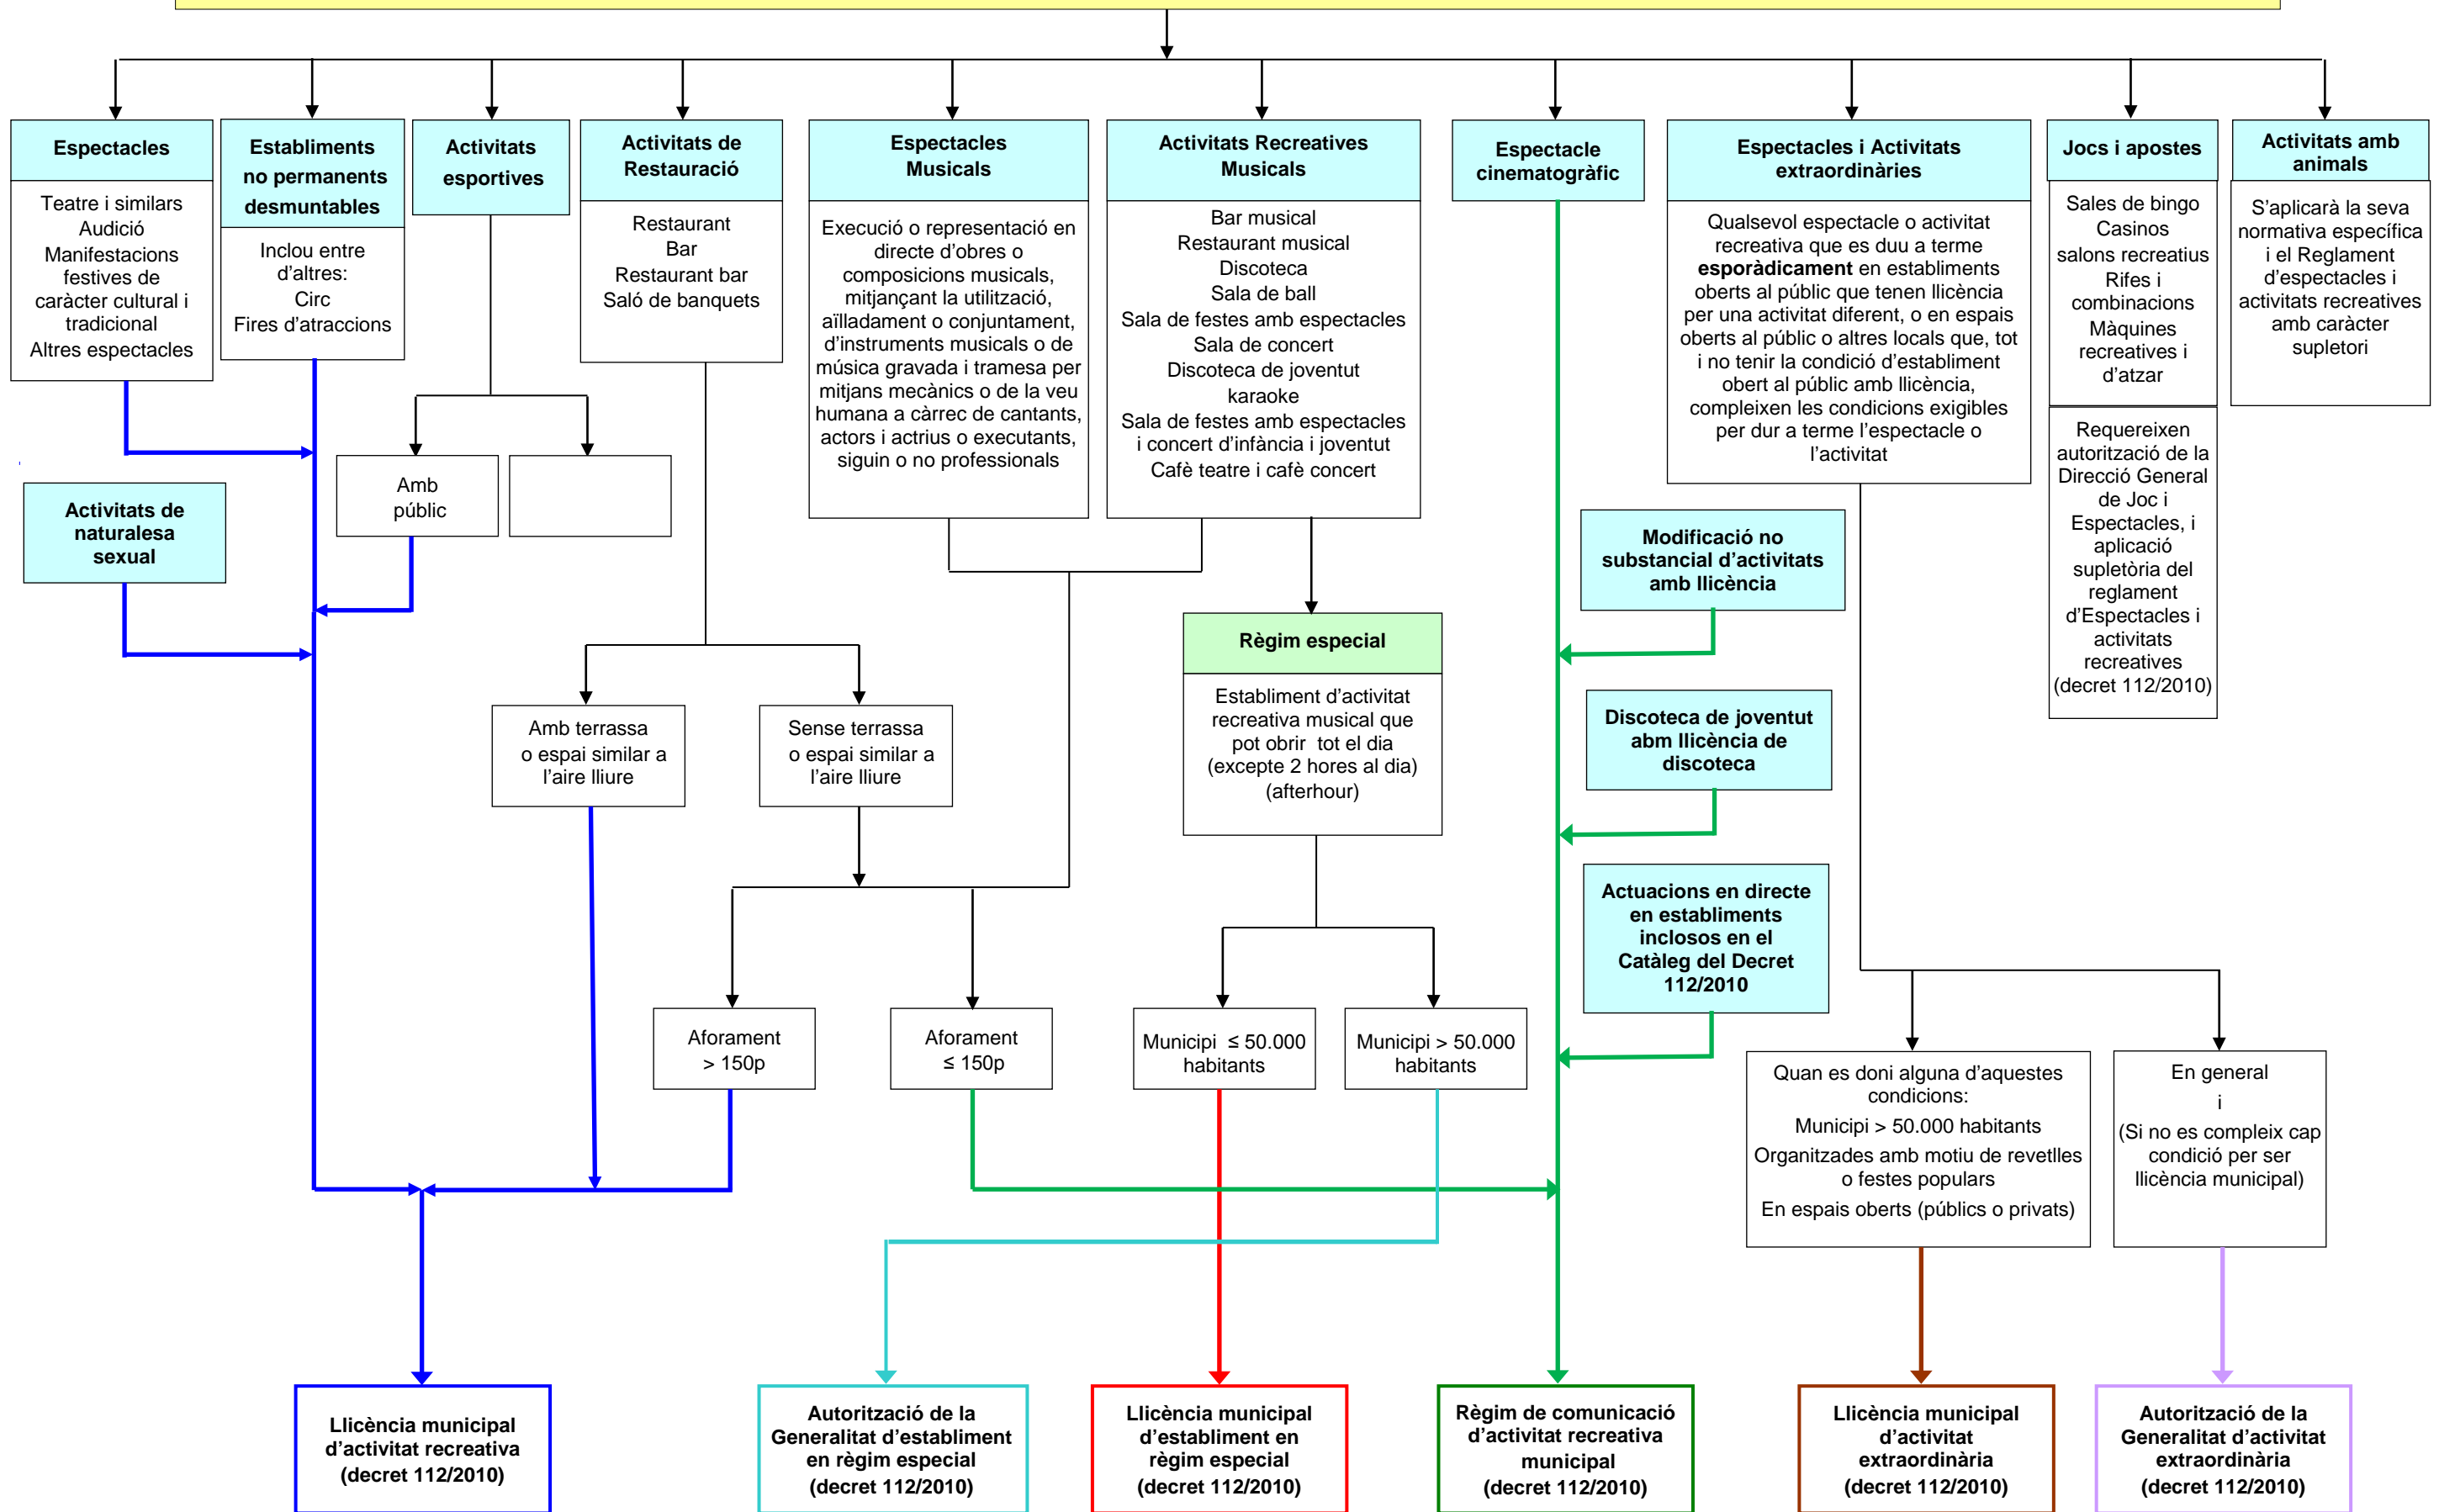 Espectacles
Teatre i similars
Audició
Manifestacions
festives de
caràcter cultural i
tradicional
Altres espectacles
Establiments
no permanents
desmuntables
Inclou entre
d'altres:
Circ
Fires d'atraccions
Activitats
esportives
Activitats de
Restauració
Restaurant
Bar
Restaurant bar
Saló de banquets
Espectacles
Musicals
Execució o representació en
directe d'obres o
composicions musicals,
mitjançant la utilització,
aïlladament o conjuntament,
d'instruments musicals o de
música gravada i tramesa per
mitjans mecànics o de la veu
humana a càrrec de cantants,
actors i actrius o executants,
siguin o no professionals
Activitats Recreatives
Musicals
Bar musical
Restaurant musical
Discoteca
Sala de ball
Sala de festes amb espectacles
Sala de concert
Discoteca de joventut
karaoke
Sala de festes amb espectacles
i concert d'infància i joventut
Cafè teatre i cafè concert
Espectacle
cinematogràfic
Espectacles i Activitats
extraordinàries
Qualsevol espectacle o activitat
recreativa que es duu a terme
esporàdicament en establiments
oberts al públic que tenen llicència
per una activitat diferent, o en espais
oberts al públic o altres locals que, tot
i no tenir la condició d'establiment
obert al públic amb llicència,
compleixen les condicions exigibles
per dur a terme l'espectacle o
l'activitat
Jocs i apostes
Sales de bingo
Casinos
salons recreatius
Rifes i
combinacions
Màquines
recreatives i
d'atzar
Requereixen
autorització de la
Direcció General
de Joc i
Espectacles, i
aplicació
supletòria del
reglament
d'Espectacles i
activitats
recreatives
(decret 112/2010)
Activitats amb
animals
S'aplicarà la seva
normativa específica
i el Reglament
d'espectacles i
activitats recreatives
amb caràcter
supletori
Activitats de
naturalesa
sexual
Amb
públic
Modificació no
substancial d'activitats
amb llicència
Règim especial
Establiment d'activitat
recreativa musical que
pot obrir tot el dia
(excepte 2 hores al dia)
(afterhour)
Amb terrassa
o espai similar a
l'aire lliure
Sense terrassa
o espai similar a
l'aire lliure
Discoteca de joventut
abm llicència de
discoteca
Actuacions en directe
en establiments
inclosos en el
Catàleg del Decret
112/2010
Aforament
> 150p
Aforament
≤ 150p
Municipi ≤ 50.000
habitants
Municipi > 50.000
habitants
Quan es doni alguna d'aquestes
condicions:
Municipi > 50.000 habitants
Organitzades amb motiu de revetlles
o festes populars
En espais oberts (públics o privats)
En general
i
(Si no es compleix cap
condició per ser
llicència municipal)
Llicència municipal
d'activitat recreativa
(decret 112/2010)
Autorització de la
Generalitat d'establiment
en règim especial
(decret 112/2010)
Llicència municipal
d'establiment en
règim especial
(decret 112/2010)
Règim de comunicació
d'activitat recreativa
municipal
(decret 112/2010)
Llicència municipal
d'activitat
extraordinària
(decret 112/2010)
Autorització de la
Generalitat d'activitat
extraordinària
(decret 112/2010)